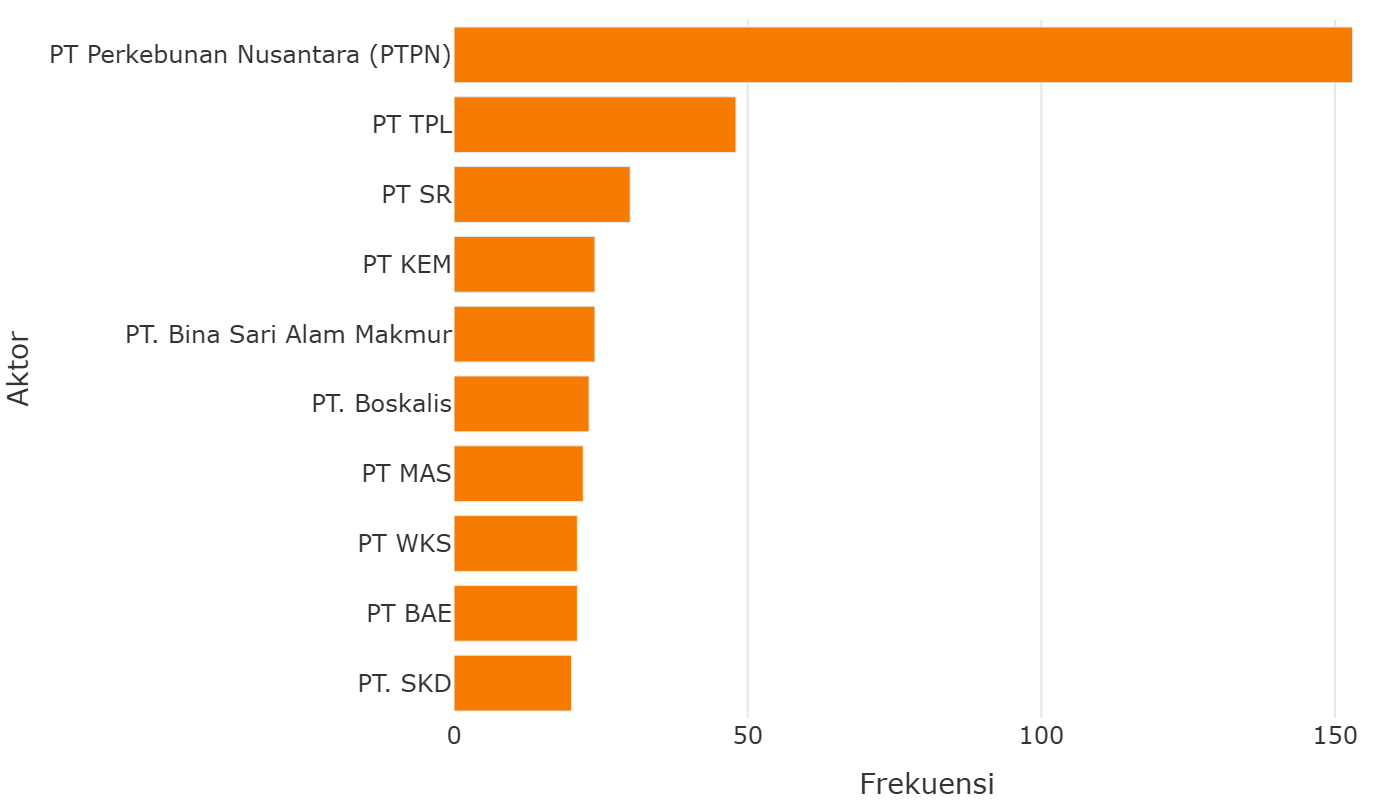 PT Perkebunan Nusantara (PTPN)
PT TPL
PT SR
PT KEM
PT. Bina Sari Alam Makmur
PT. Boskalis
PT MAS
PT WKS
PT BAE
PT. SKD
Aktor
0 50 100 150
Frekuensi